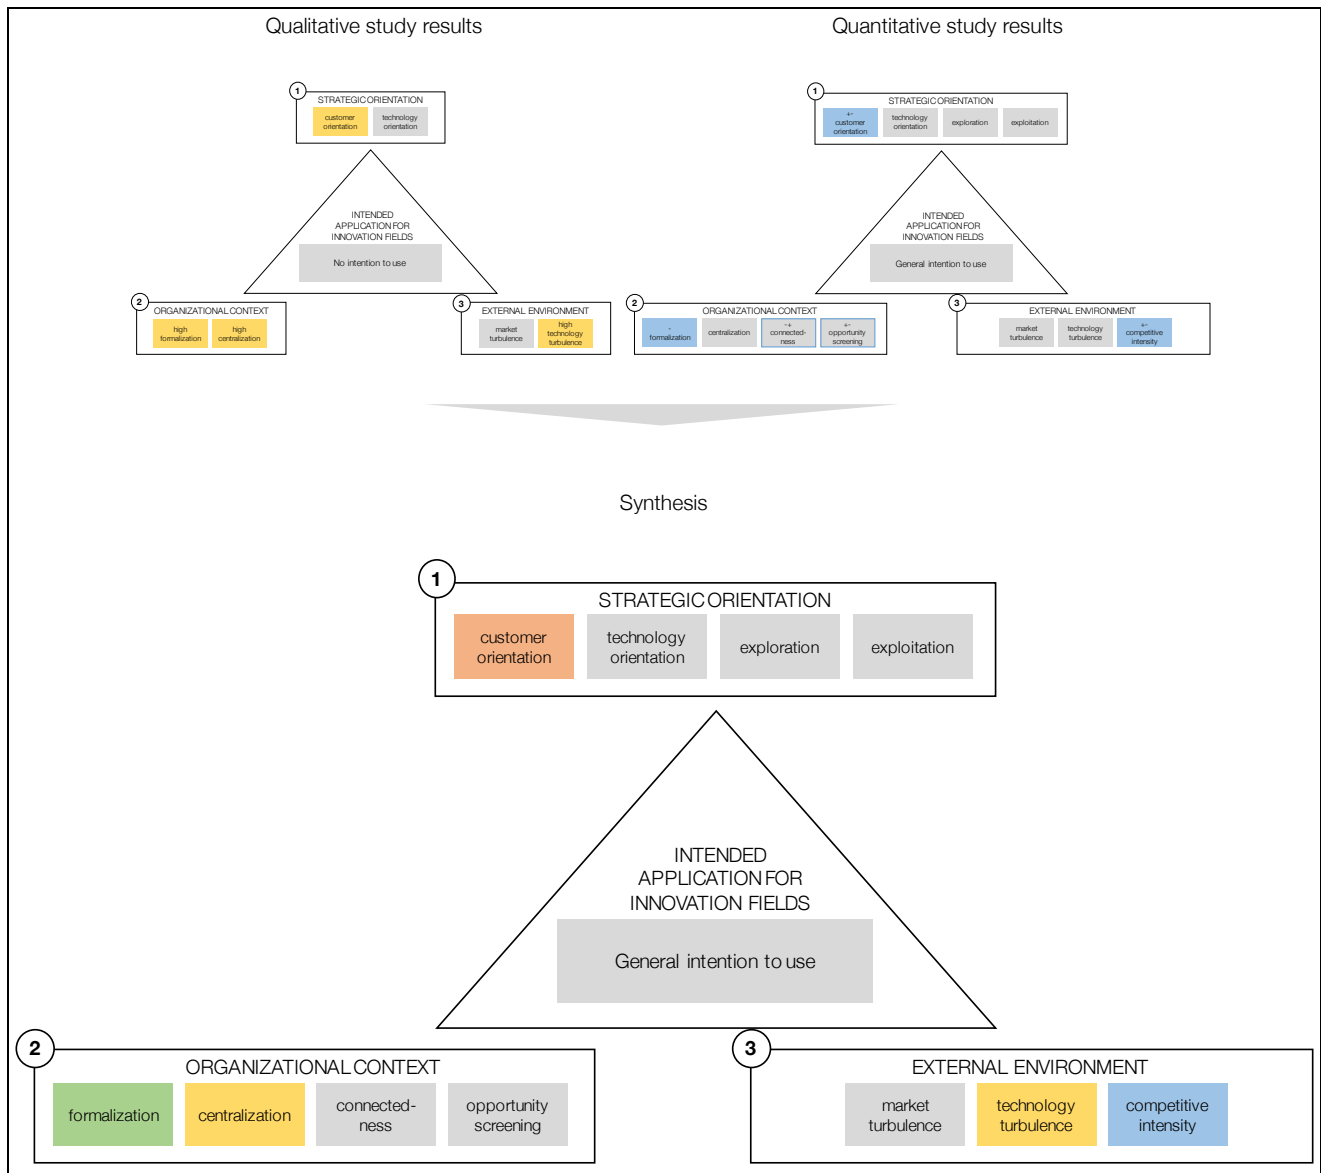 Qualitative study results
Quantitative study results
1
STRATEGIC ORIENTATION
customer
orientation
technology
orientation
INTENDED
APPLICATION FOR
INNOVATION FIELDS
No intention to use
2
ORGANIZATIONAL CONTEXT
high
formalization
high
centralization
3
EXTERNAL ENVIRONMENT
market
turbulence
high
technology
turbulence
1
STRATEGIC ORIENTATION
+-
customer
orientation
technology
orientation
exploration
exploitation
INTENDED
APPLICATION FOR
INNOVATION FIELDS
General intention to use
2
ORGANIZATIONAL CONTEXT
-
formalization
centralization
-+
connected-
ness
+-
opportunity
screening
3
EXTERNAL ENVIRONMENT
market
turbulence
technology
turbulence
+-
competitive
intensity
Synthesis
1
STRATEGIC ORIENTATION
customer
orientation
technology
orientation
exploration
exploitation
INTENDED
APPLICATION FOR
INNOVATION FIELDS
General intention to use
2
ORGANIZATIONAL CONTEXT
formalization
centralization
connected-
ness
opportunity
screening
3
EXTERNAL ENVIRONMENT
market
turbulence
technology
turbulence
competitive
intensity